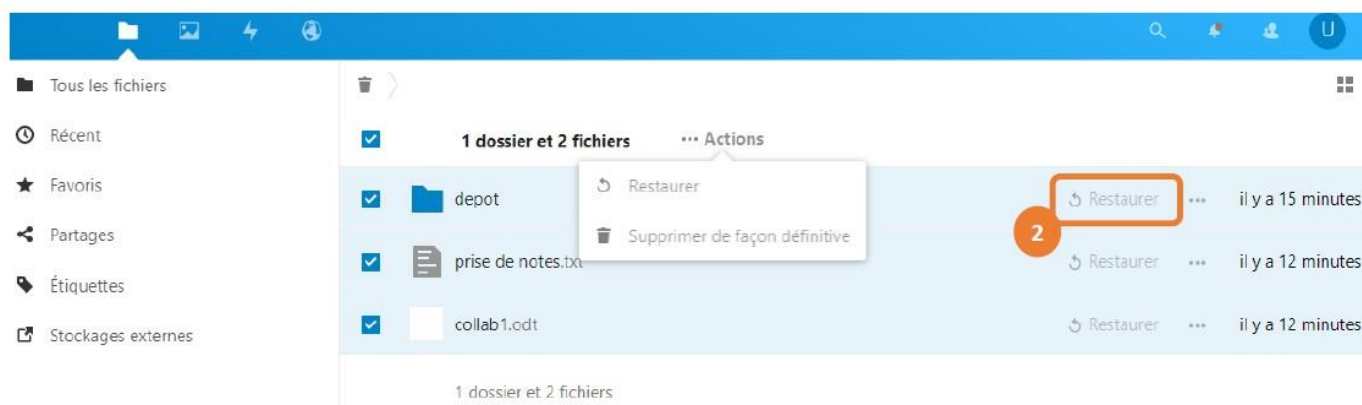 U
Tous les fichiers
Récent
1 dossier et 2 fichiers ••• Actions
Favoris
Restaurer
depot Restaurer ••• il y a 15 minutes
2
Partages
Supprimer de façon définitive
prise de notes.txt Restaurer ••• il y a 12 minutes
Étiquettes
collab1.odt Restaurer ••• il y a 12 minutes
Stockages externes
1 dossier et 2 fichiers